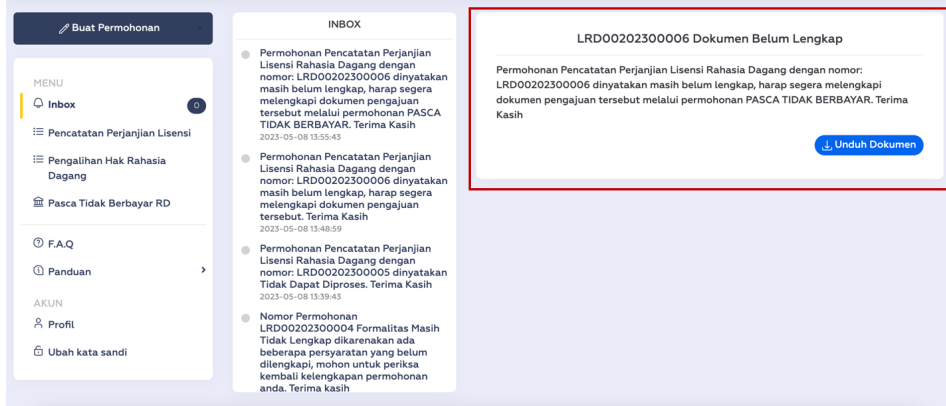 Buat Permohonan
MENU
Inbox
0
Pencatatan Perjanjian Lisensi
Pengalihan Hak Rahasia
Dagang
Pasca Tidak Berbayar RD
F.A.Q
Panduan
AKUN
Profil
Ubah kata sandi
INBOX
Permohonan Pencatatan Perjanjian
Lisensi Rahasia Dagang dengan
nomor: LRD00202300006 dinyatakan
masih belum lengkap, harap segera
melengkapi dokumen pengajuan
tersebut melalui permohonan PASCA
TIDAK BERBAYAR. Terima Kasih
2023-05-08 13:55:43
Permohonan Pencatatan Perjanjian
Lisensi Rahasia Dagang dengan
nomor: LRD00202300006 dinyatakan
masih belum lengkap, harap segera
melengkapi dokumen pengajuan
tersebut. Terima Kasih
2023-05-08 13:48:59
Permohonan Pencatatan Perjanjian
Lisensi Rahasia Dagang dengan
nomor: LRD00202300005 dinyatakan
Tidak Dapat Diproses. Terima Kasih
2023-05-08 13:39:43
Nomor Permohonan
LRD00202300004 Formalitas Masih
Tidak Lengkap dikarenakan ada
beberapa persyaratan yang belum
dilengkapi, mohon untuk periksa
kembali kelengkapan permohonan
anda. Terima kasih
LRD00202300006 Dokumen Belum Lengkap
Permohonan Pencatatan Perjanjian Lisensi Rahasia Dagang dengan nomor:
LRD00202300006 dinyatakan masih belum lengkap, harap segera melengkapi
dokumen pengajuan tersebut melalui permohonan PASCA TIDAK BERBAYAR. Terima
Kasih
Unduh Dokumen